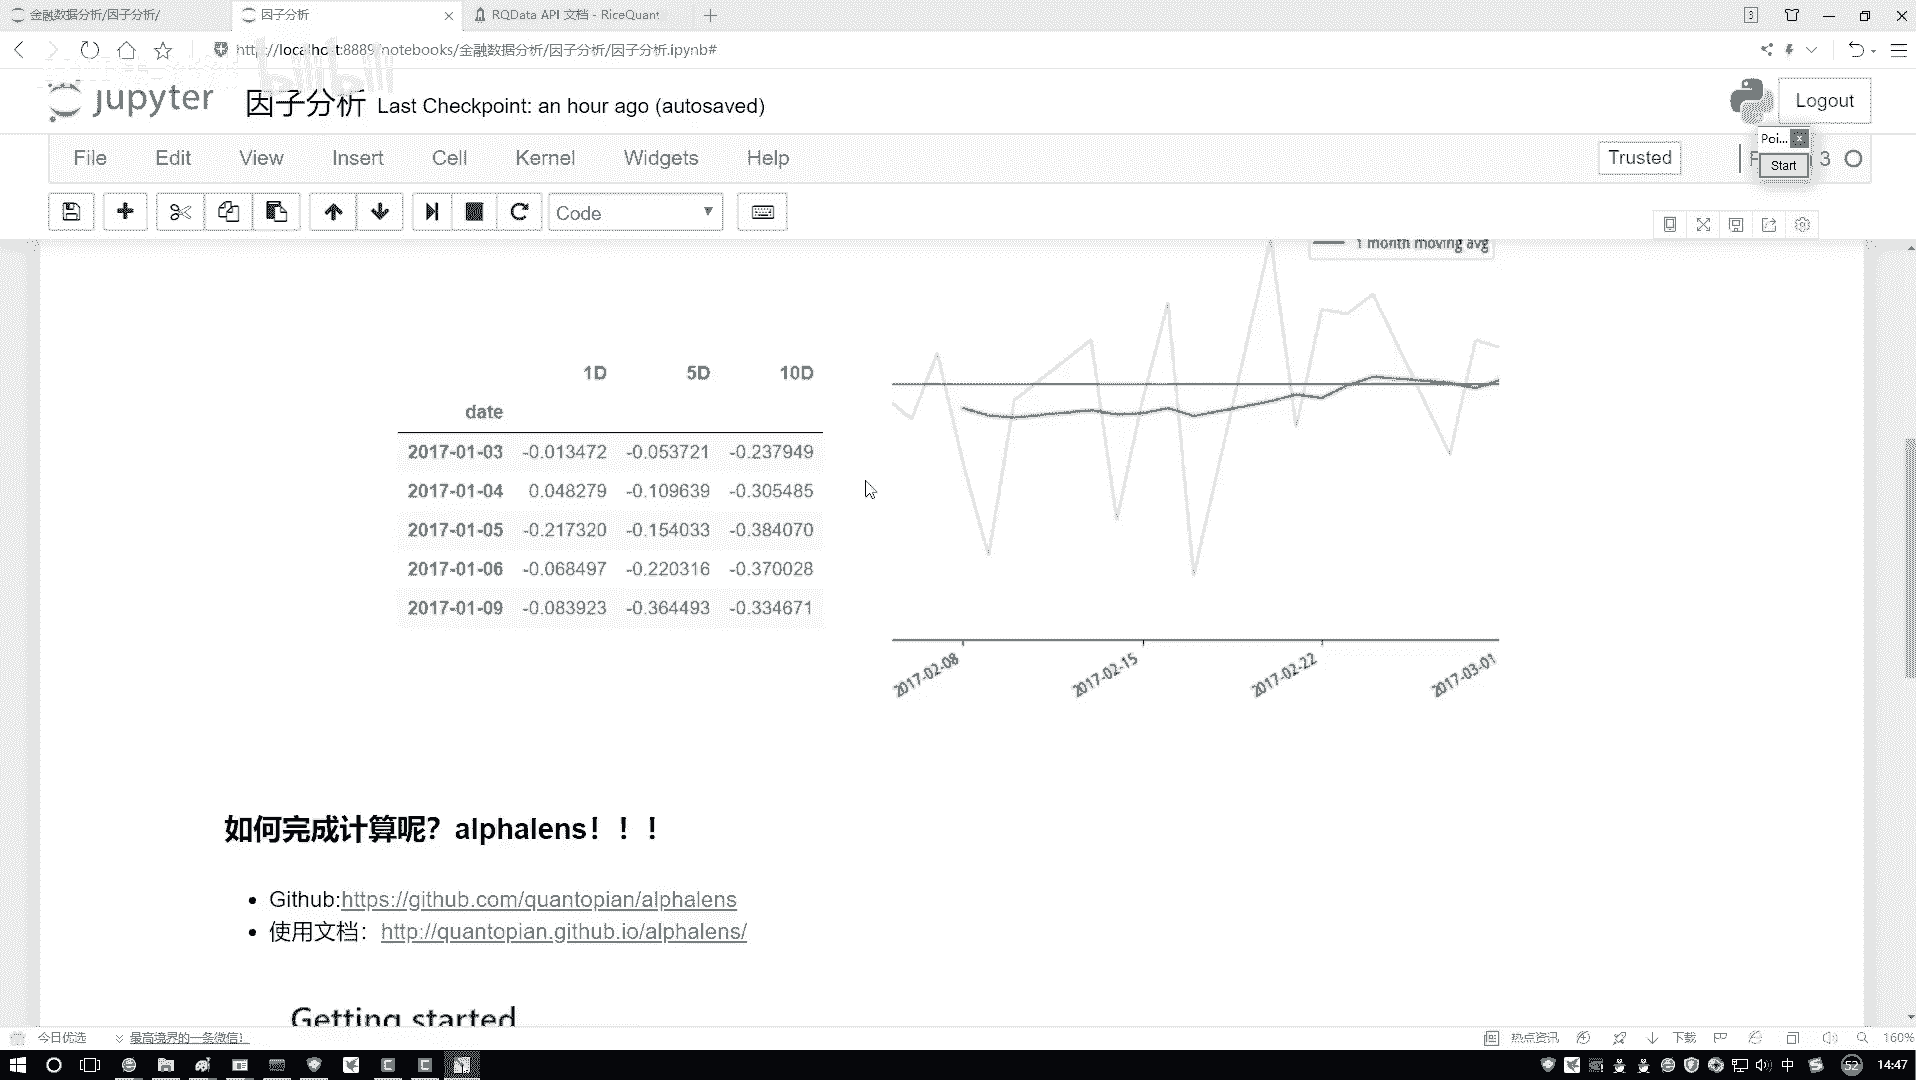 金融数据分析/因子分析/
因子分析
RQData API 文档 - RiceQuant
3
http://localhost:8889/notebooks/金融数据分析/因子分析/因子分析.ipynb#
bilibili
jupyter 因子分析 Last Checkpoint: an hour ago (autosaved)
Logout
File Edit View Insert Cell Kernel Widgets Help
Trusted
3
Poi...
Start
Code
1 month moving avg
1D 5D 10D
date
2017-01-03 -0.013472 -0.053721 -0.237949
2017-01-04 0.048279 -0.109639 -0.305485
2017-01-05 -0.217320 -0.154033 -0.384070
2017-01-06 -0.068497 -0.220316 -0.370028
2017-01-09 -0.083923 -0.364493 -0.334671
2017-02-08
2017-02-15
2017-02-22
2017-03-01
如何完成计算呢？alphalens！！！
Github:https://github.com/quantopian/alphalens
使用文档：http://quantopian.github.io/alphalens/
Getting started
今日优选
最高境界的一条微信！
热点资讯
下载
160%
中
52
14:47